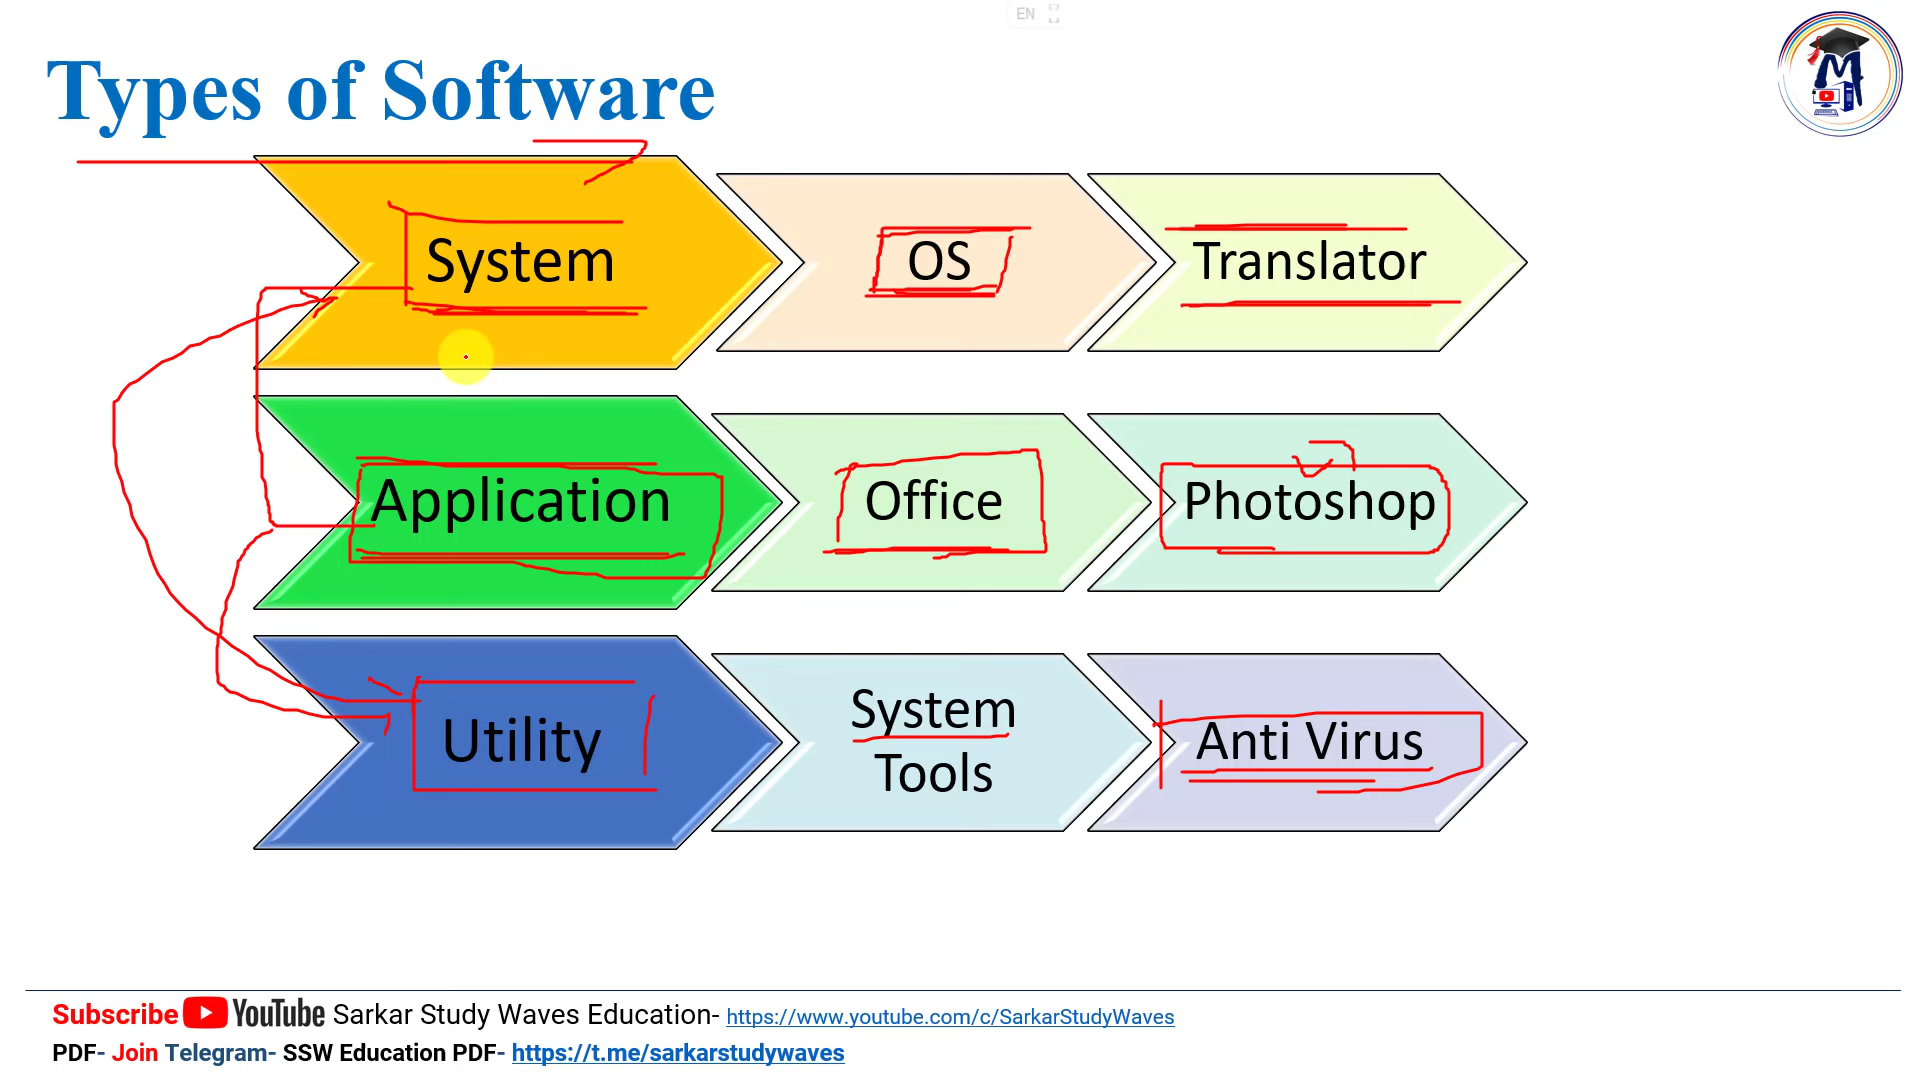 EN
Types of Software
System
OS
Translator
Application
Office
Photoshop
Utility
System
Tools
Anti Virus
Subscribe YouTube Sarkar Study Waves Education- https://www.youtube.com/c/SarkarStudyWaves
PDF- Join Telegram- SSW Education PDF- https://t.me/sarkarstudywaves